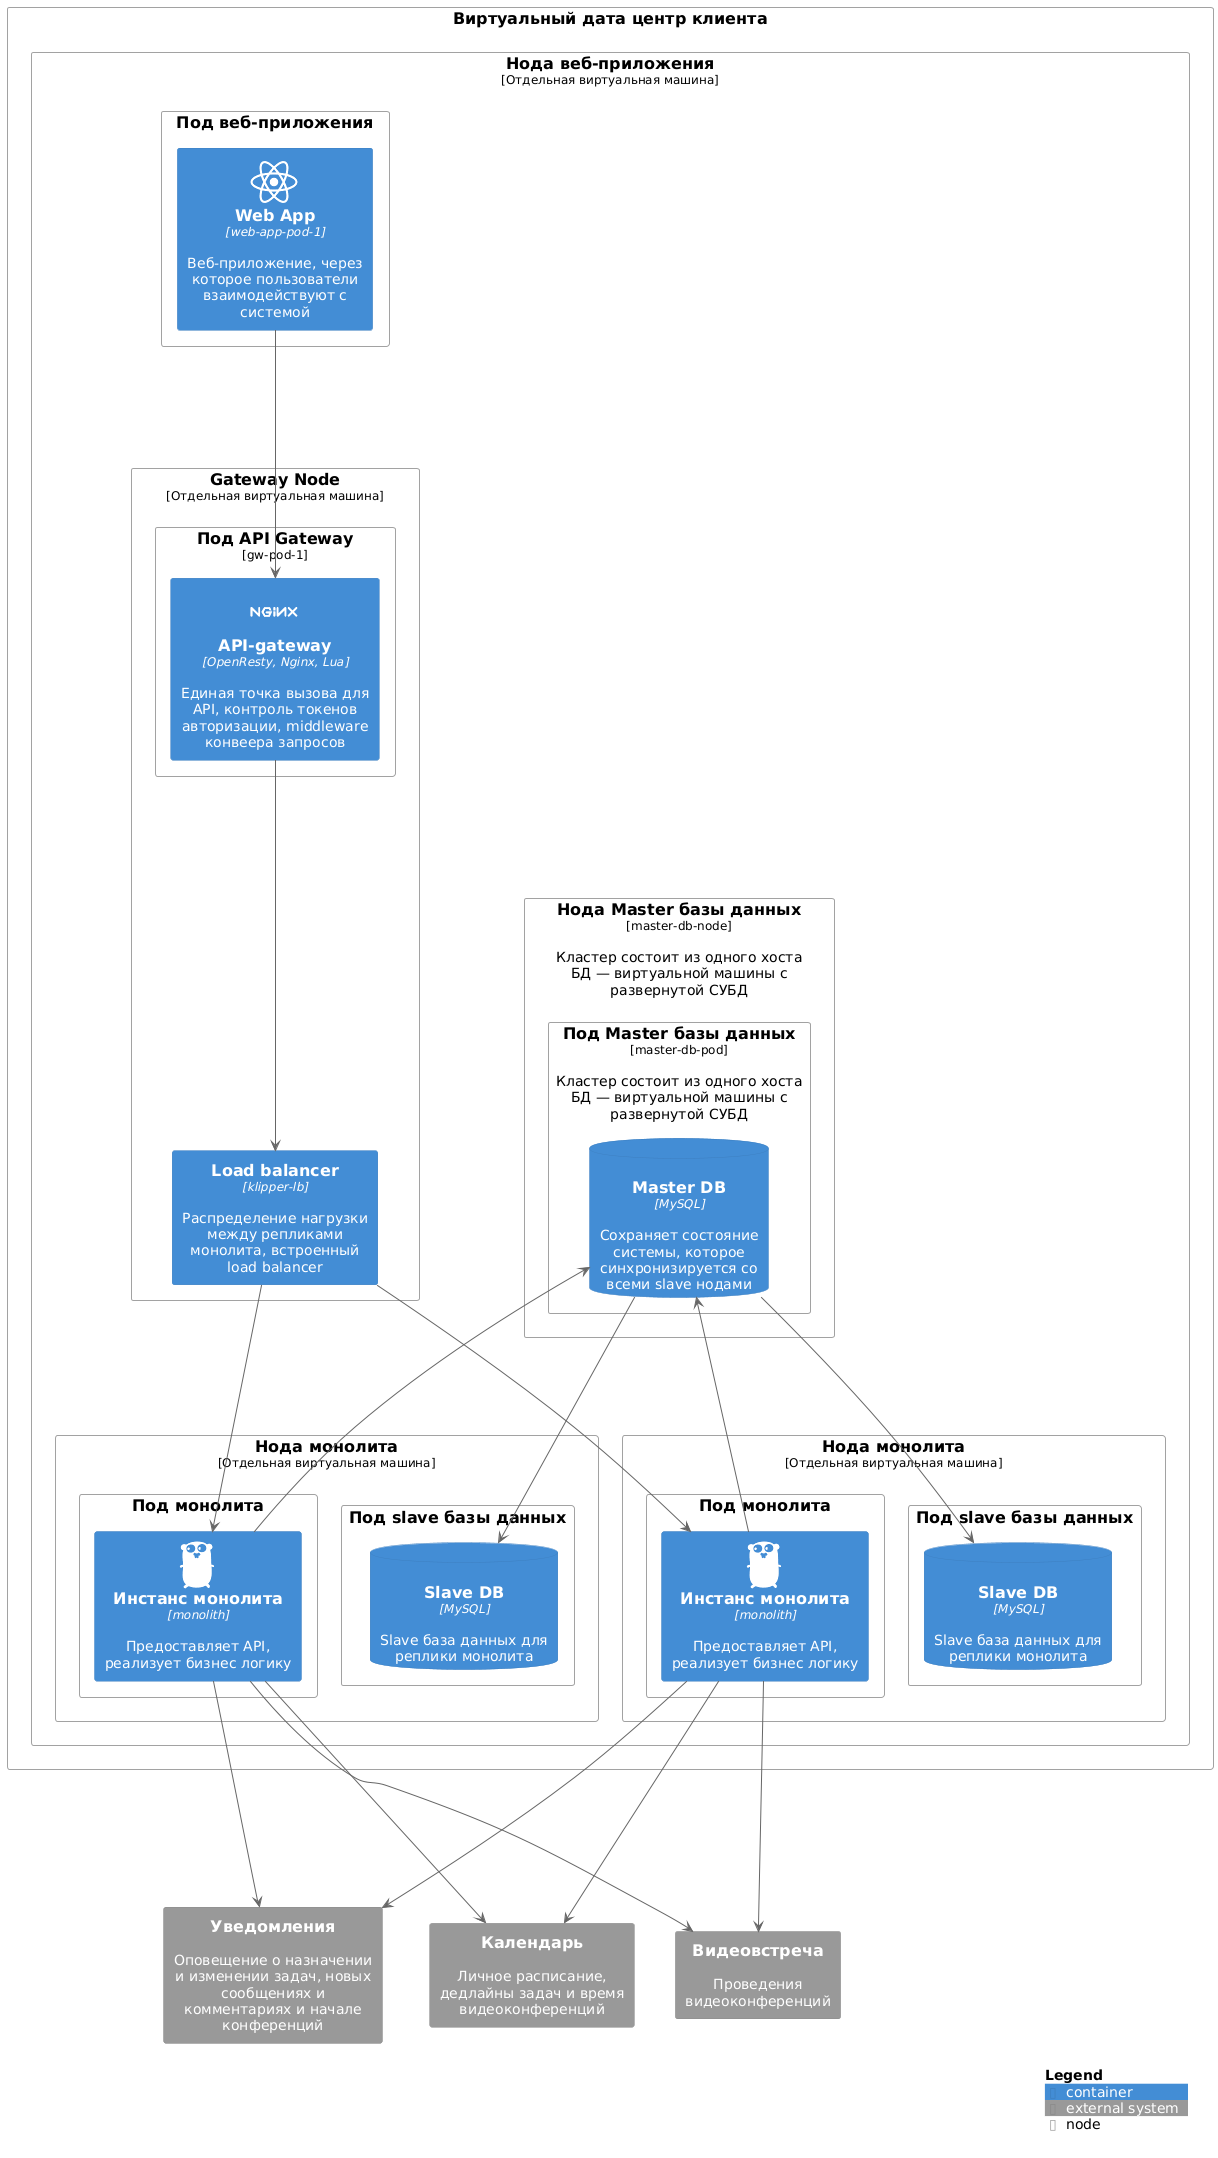 Виртуальный дата центр клиента
Нода веб-приложения
[Отдельная виртуальная машина]
Под веб-приложения
Web App
[web-app-pod-1]
Веб-приложение, через
которое пользователи
взаимодействуют с
системой
Gateway Node
[Отдельная виртуальная машина]
Под API Gateway
[gw-pod-1]
NGINX
API-gateway
[OpenResty, Nginx, Lua]
Единая точка вызова для
API, контроль токенов
авторизации, middleware
конвеера запросов
Нода Master базы данных
[master-db-node]
Кластер состоит из одного хоста
БД — виртуальной машины с
развернутой СУБД
Под Master базы данных
[master-db-pod]
Кластер состоит из одного хоста
БД — виртуальной машины с
развернутой СУБД
Master DB
[MySQL]
Сохраняет состояние
системы, которое
синхронизируется со
всеми slave нодами
Load balancer
[klipper-lb]
Распределение нагрузки
между репликами
монолита, встроенный
load balancer
Нода монолита
[Отдельная виртуальная машина]
Под монолита
Инстанс монолита
[monolith]
Предоставляет API,
реализует бизнес логику
Под slave базы данных
Slave DB
[MySQL]
Slave база данных для
реплики монолита
Нода монолита
[Отдельная виртуальная машина]
Под монолита
Инстанс монолита
[monolith]
Предоставляет API,
реализует бизнес логику
Под slave базы данных
Slave DB
[MySQL]
Slave база данных для
реплики монолита
Уведомления
Оповещение о назначении
и изменении задач, новых
сообщениях и
комментариях и начале
конференций
Календарь
Личное расписание,
дедлайны задач и время
видеоконференций
Видеовстреча
Проведения
видеоконференций
Legend
container
external system
node